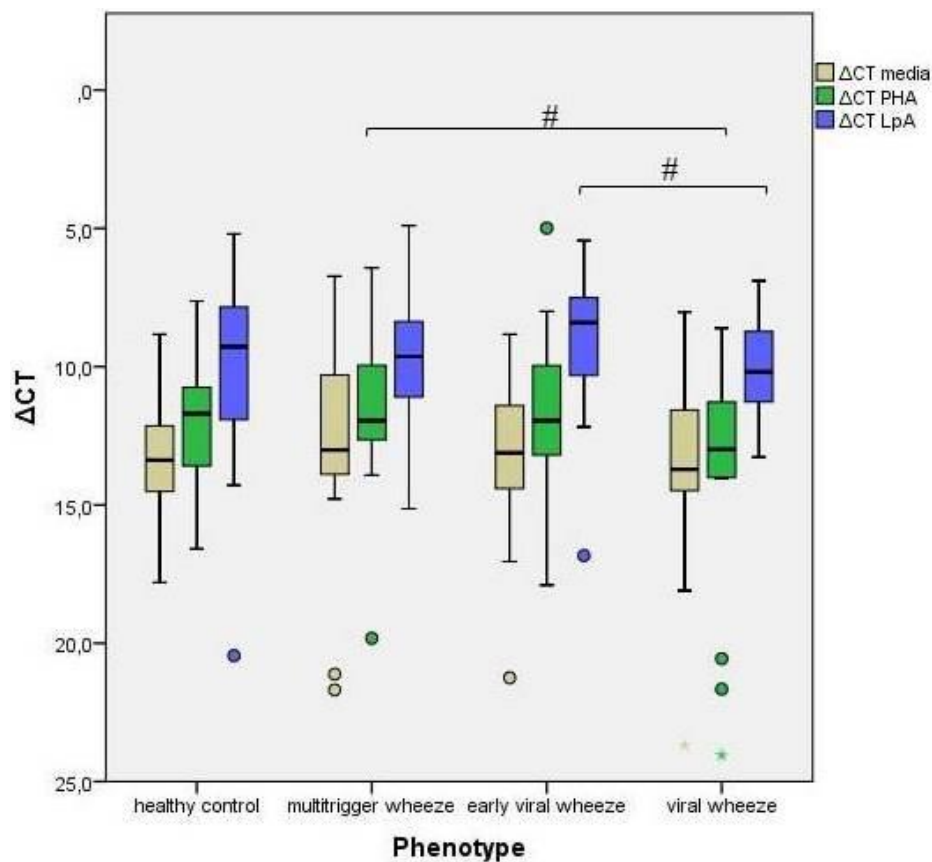 ΔCT media
ΔCT PHA
ΔCT LpA
#
#
ΔCT
,0
5,0
10,0
15,0
20,0
25,0
healthy control multitrigger wheeze early viral wheeze viral wheeze
Phenotype